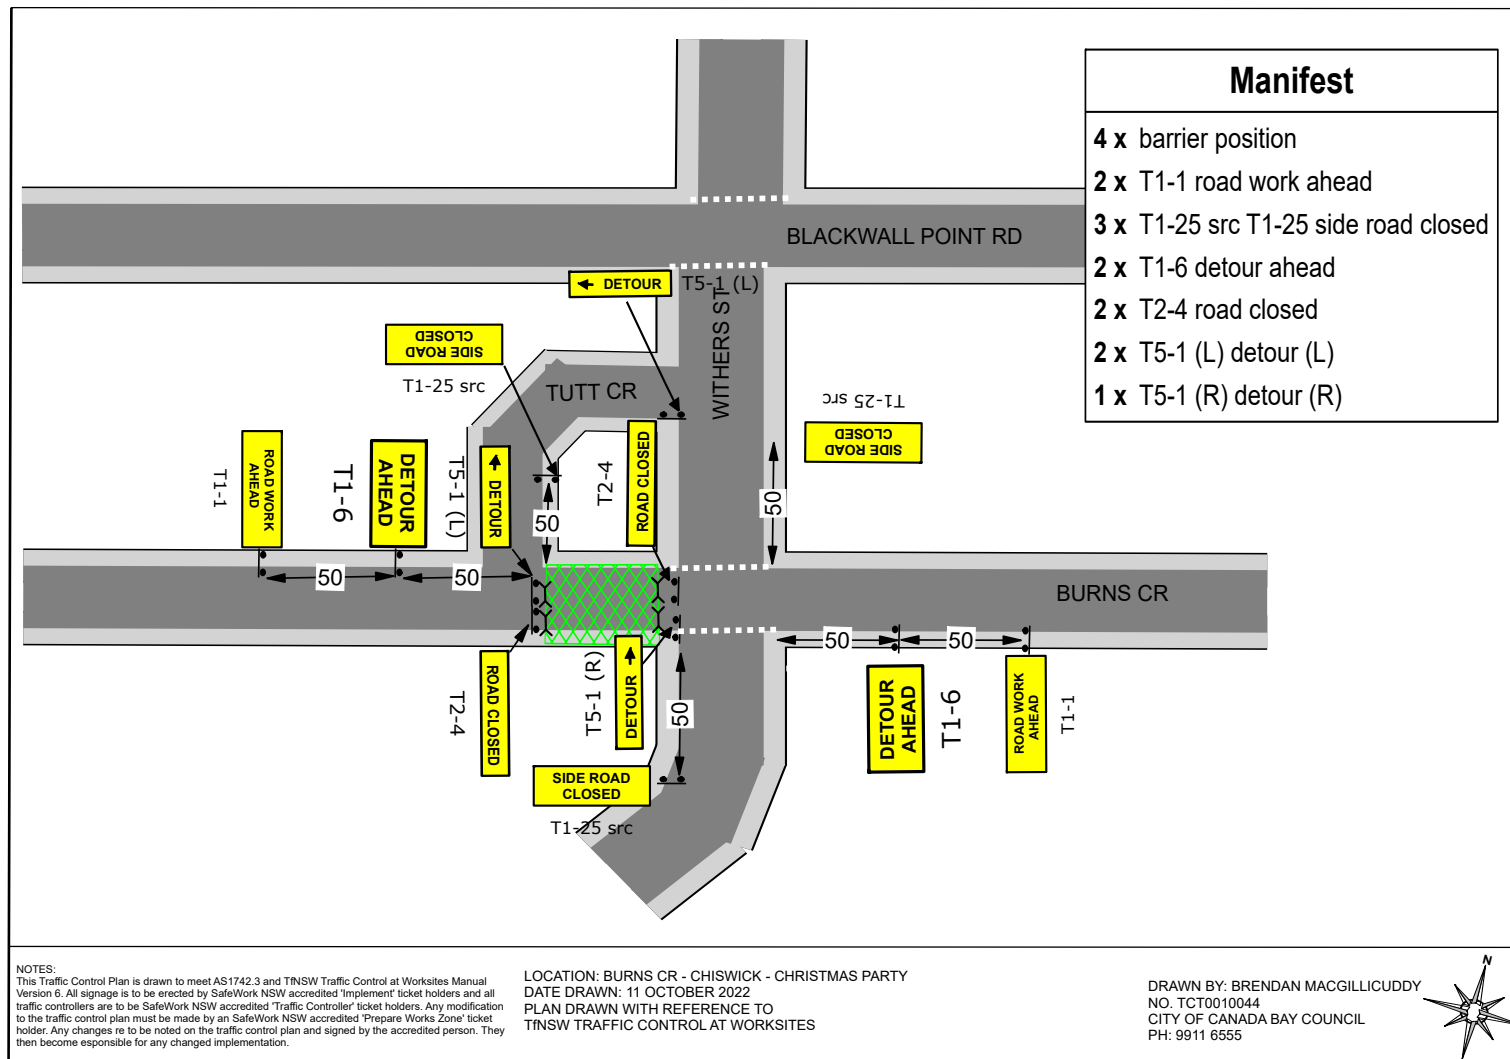 Manifest
4 x barrier position
2 x T1-1 road work ahead
3 x T1-25 src T1-25 side road closed
2 x T1-6 detour ahead
2 x T2-4 road closed
2 x T5-1 (L) detour (L)
1 x T5-1 (R) detour (R)
BLACKWALL POINT RD
DETOUR
T5-1 (L)
WITHERS ST
SIDE ROAD
CLOSED
T1-25 src
TUTT CR
T1-25 src
SIDE ROAD
CLOSED
T1-1
ROAD WORK
AHEAD
T1-6
DETOUR
AHEAD
T5-1 (L)
DETOUR
T2-4
ROAD CLOSED
50
50
50
50
BURNS CR
50
50
50
T2-4
ROAD CLOSED
T5-1 (R)
DETOUR
DETOUR
AHEAD
T1-6
ROAD WORK
AHEAD
T1-1
SIDE ROAD
CLOSED
T1-25 src
NOTES:
This Traffic Control Plan is drawn to meet AS1742.3 and TfNSW Traffic Control at Worksites Manual
Version 6. All signage is to be erected by SafeWork NSW accredited 'Implement' ticket holders and all
traffic controllers are to be SafeWork NSW accredited 'Traffic Controller' ticket holders. Any modification
to the traffic control plan must be made by an SafeWork NSW accredited 'Prepare Works Zone' ticket
holder. Any changes re to be noted on the traffic control plan and signed by the accredited person. They
then become esponsible for any changed implementation.
LOCATION: BURNS CR - CHISWICK - CHRISTMAS PARTY
DATE DRAWN: 11 OCTOBER 2022
PLAN DRAWN WITH REFERENCE TO
TfNSW TRAFFIC CONTROL AT WORKSITES
DRAWN BY: BRENDAN MACGILLICUDDY
NO. TCT0010044
CITY OF CANADA BAY COUNCIL
PH: 9911 6555
N